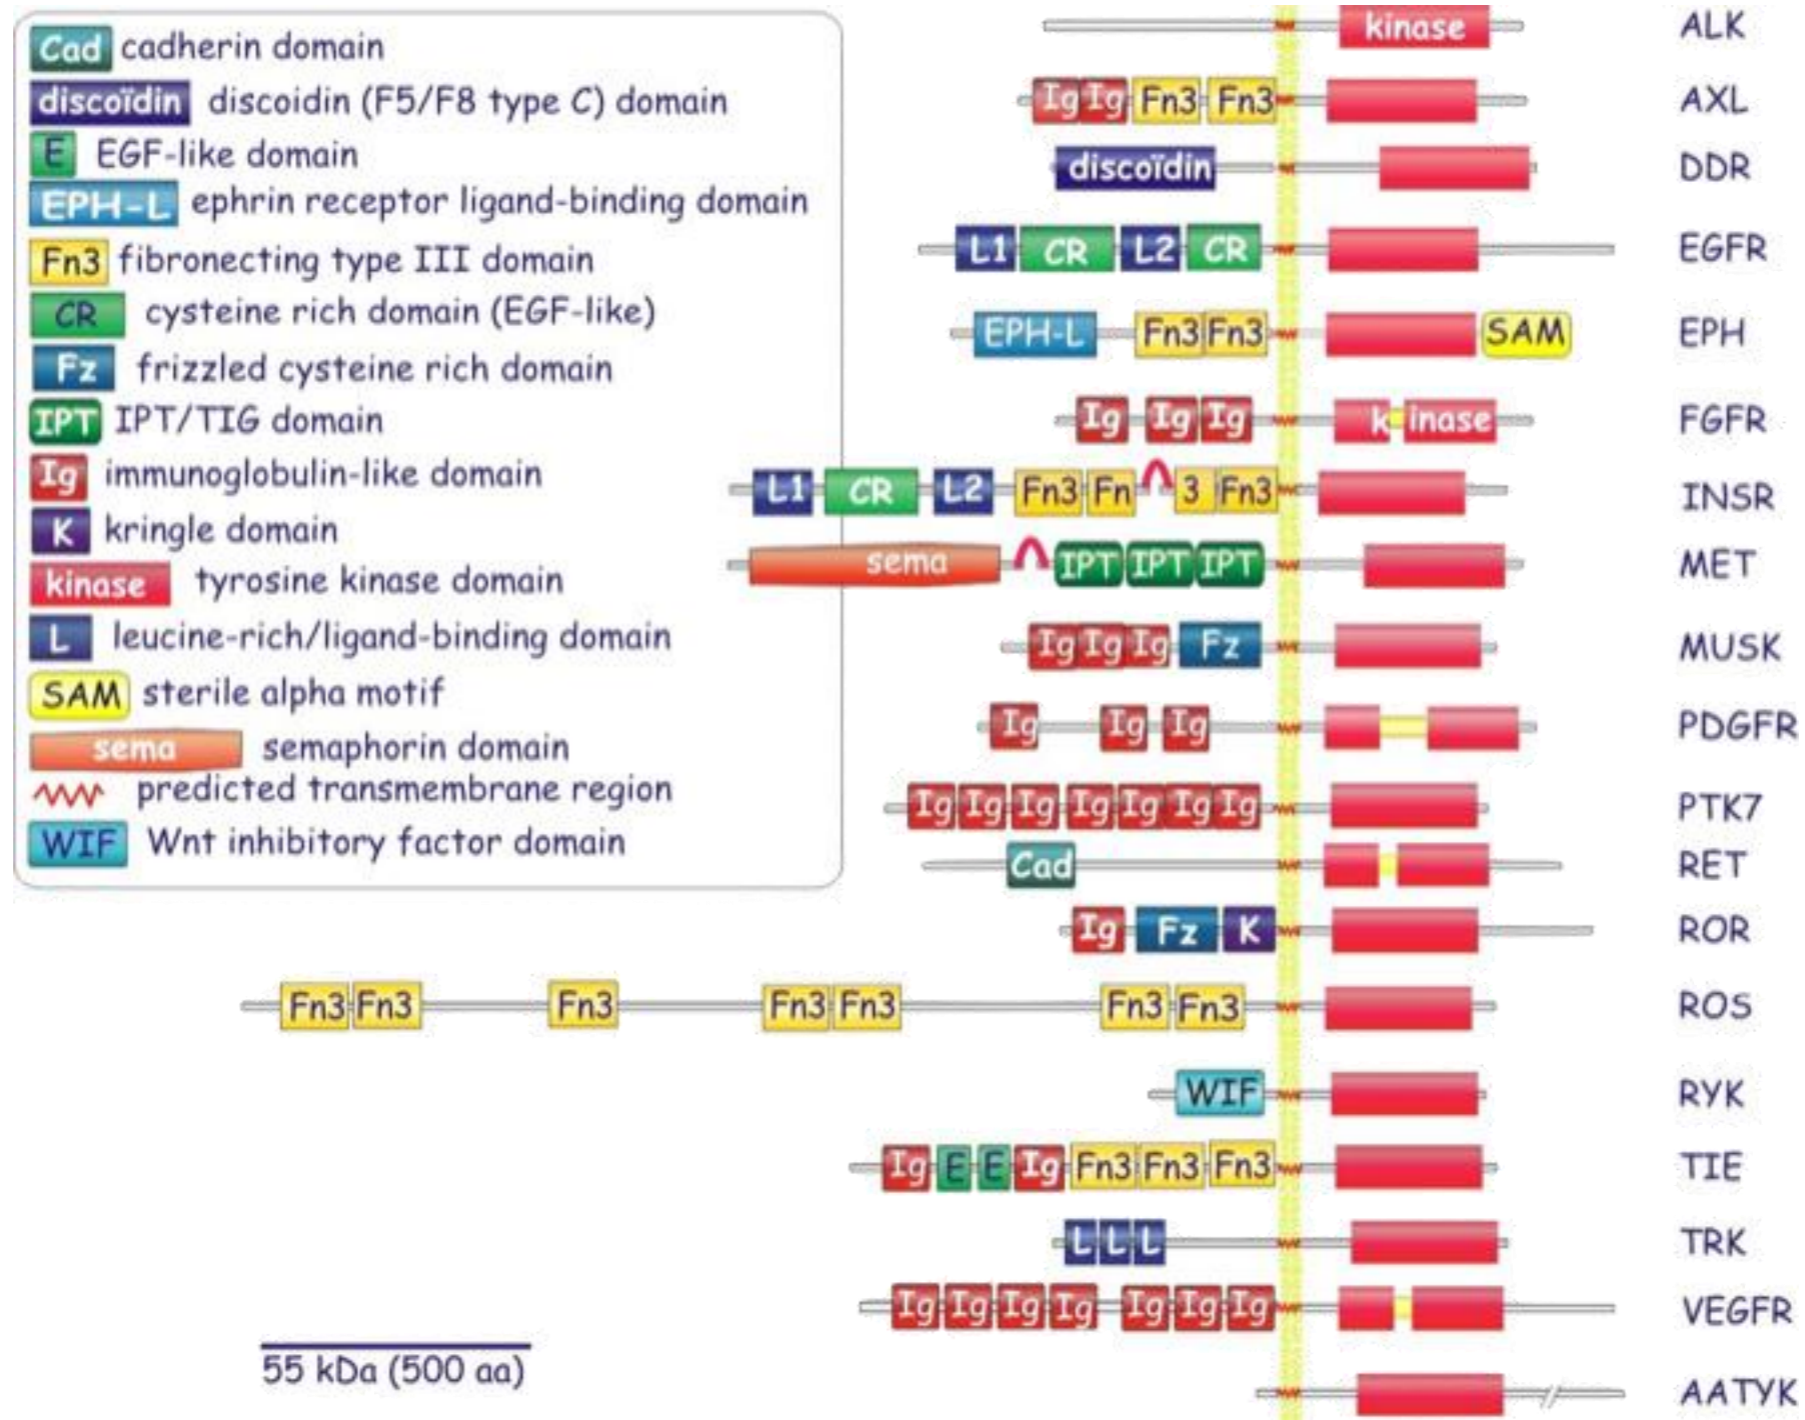 Cad cadherin domain
discoïdin discoidin (F5/F8 type C) domain
E EGF-like domain
EPH-L ephrin receptor ligand-binding domain
Fn3 fibronecting type III domain
CR cysteine rich domain (EGF-like)
Fz frizzled cysteine rich domain
IPT IPT/TIG domain
Ig immunoglobulin-like domain
K kringle domain
kinase tyrosine kinase domain
L leucine-rich/ligand-binding domain
SAM sterile alpha motif
sema semaphorin domain
predicted transmembrane region
WIF Wnt inhibitory factor domain
kinase ALK
Ig Ig Fn3 Fn3 AXL
discoïdin DDR
L1 CR L2 CR EGFR
EPH-L Fn3 Fn3 SAM EPH
Ig Ig Ig k inase FGFR
L1 CR L2 Fn3 Fn 3 Fn3 INSR
sema IPT IPT IPT MET
Ig Ig Ig Fz MUSK
Ig Ig Ig PDGFR
Ig Ig Ig Ig Ig Ig Ig PTK7
Cad RET
Ig Fz K ROR
Fn3 Fn3 Fn3 Fn3 Fn3 Fn3 Fn3 ROS
WIF RYK
Ig E E Ig Fn3 Fn3 Fn3 TIE
L L L TRK
Ig Ig Ig Ig Ig Ig Ig VEGFR
55 kDa (500 aa)
AATYK